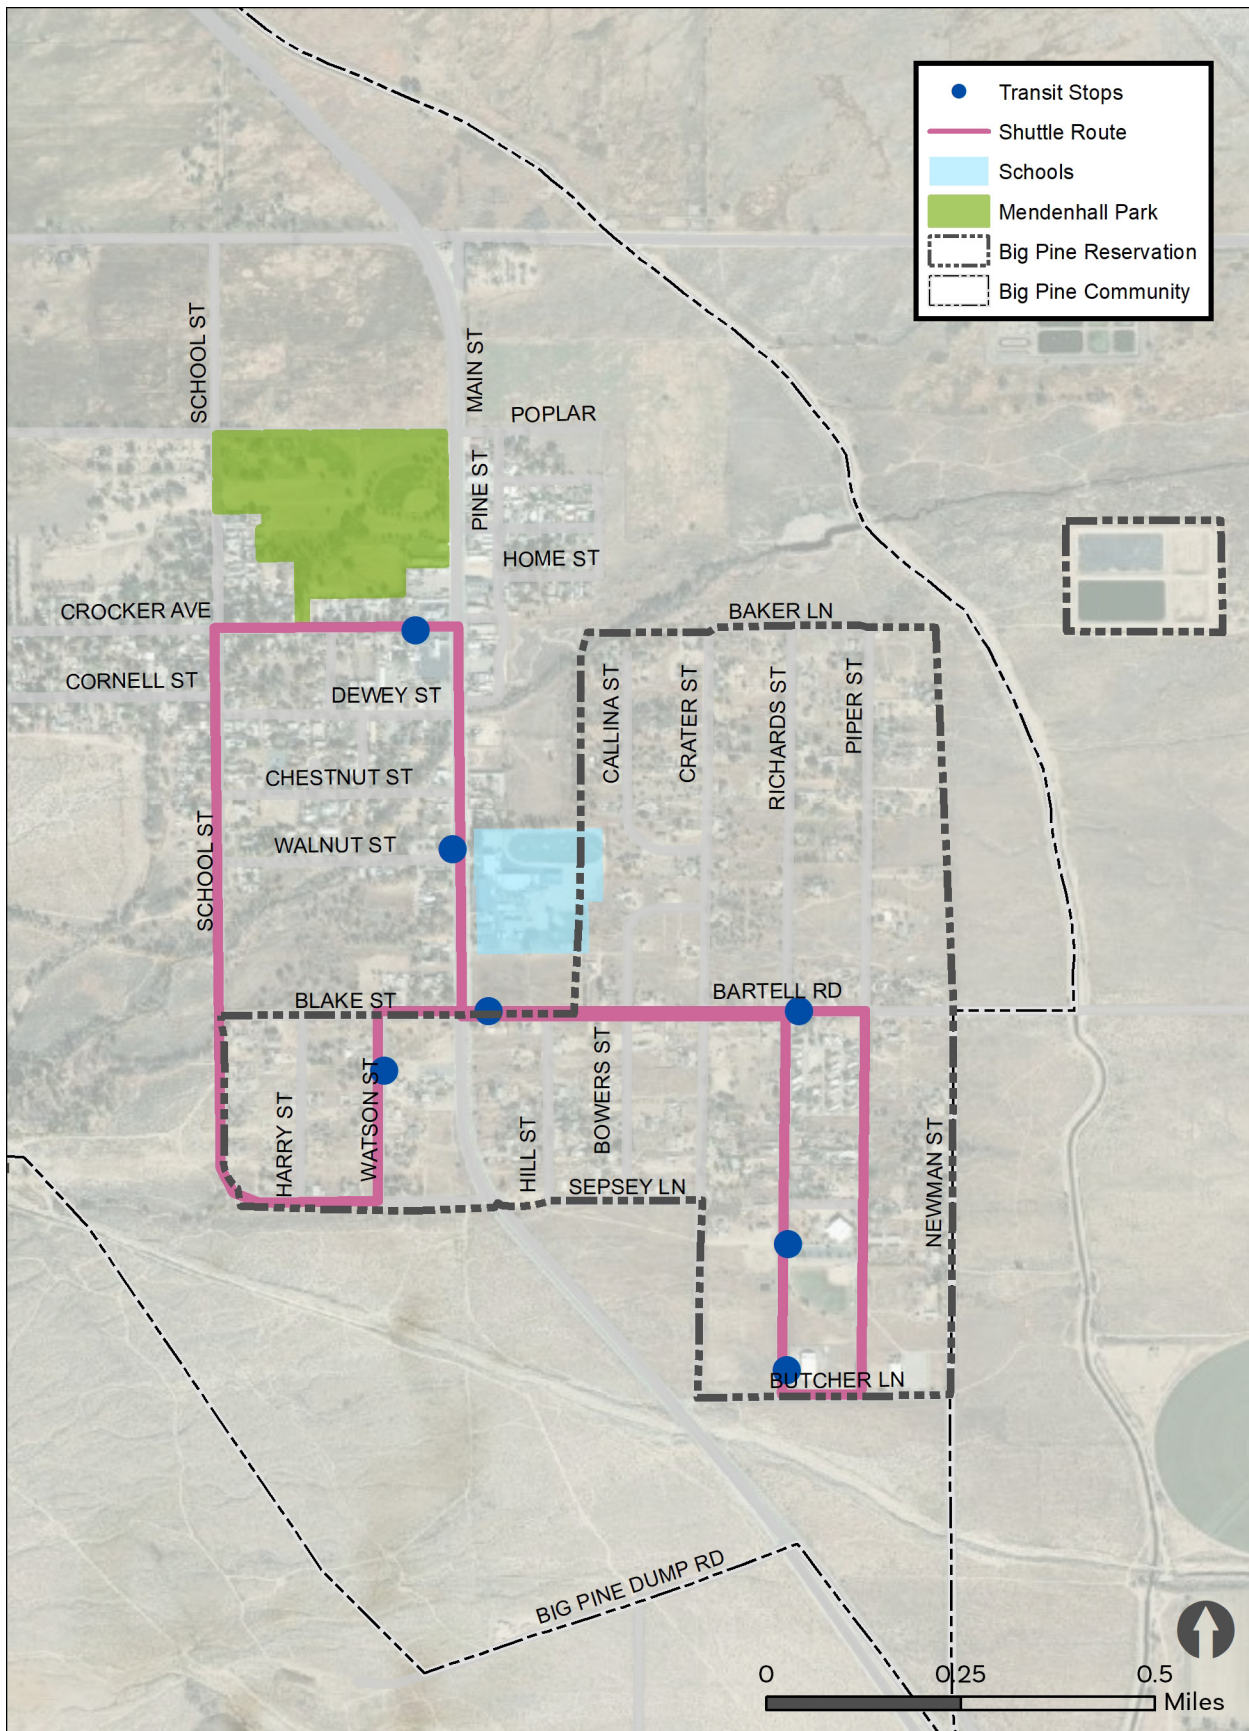 Transit Stops
Shuttle Route
Schools
Mendenhall Park
Big Pine Reservation
Big Pine Community
SCHOOL ST
MAIN ST
POPLAR
PINE ST
HOME ST
CROCKER AVE
BAKER LN
CORNELL ST
DEWEY ST
CALLINA ST
CRATER ST
RICHARDS ST
PIPER ST
CHESTNUT ST
WALNUT ST
SCHOOL ST
BLAKE ST
BARTELL RD
HARRY ST
WATSON ST
HILL ST
BOWERS ST
SEPSEY LN
NEWMAN ST
BUTCHER LN
BIG PINE DUMP RD
0 0.25 0.5
Miles